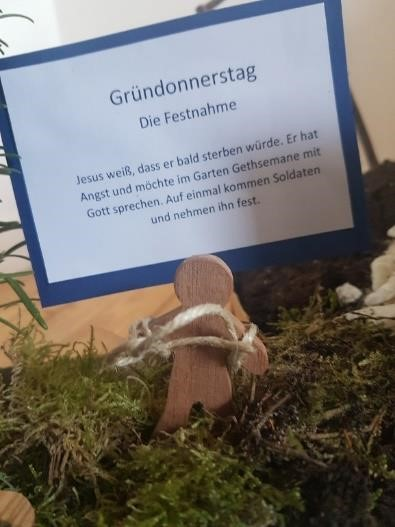 Gründonnerstag
Die Festnahme
Jesus weiß, dass er bald sterben würde. Er hat
Angst und möchte im Garten Gethsemane mit
Gott sprechen. Auf einmal kommen Soldaten
und nehmen ihn fest.